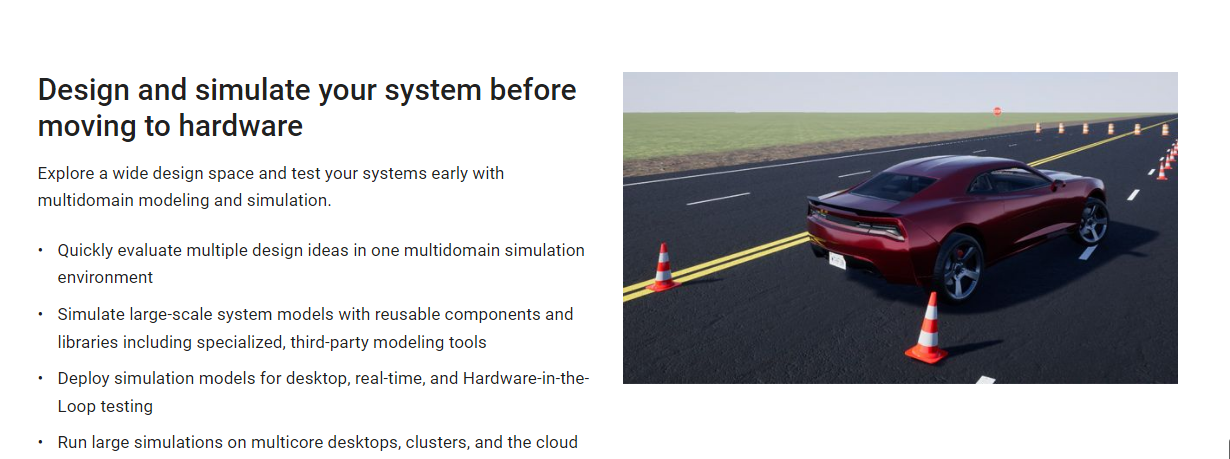 Design and simulate your system before
moving to hardware
Explore a wide design space and test your systems early with
multidomain modeling and simulation.
• Quickly evaluate multiple design ideas in one multidomain simulation
environment
• Simulate large-scale system models with reusable components and
libraries including specialized, third-party modeling tools
• Deploy simulation models for desktop, real-time, and Hardware-in-the-
Loop testing
• Run large simulations on multicore desktops, clusters, and the cloud